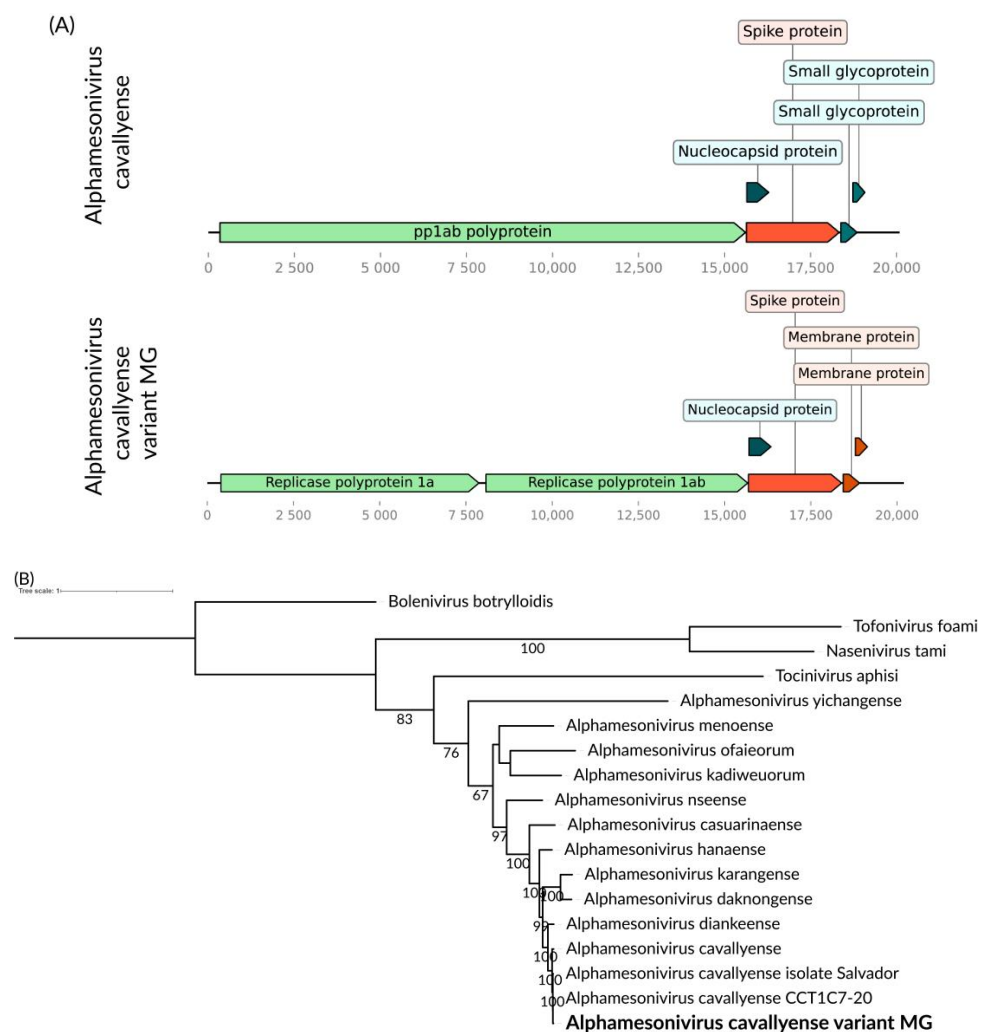 (A)
Alphamesonivirus
cavallyense
Spike protein
Small glycoprotein
Small glycoprotein
Nucleocapsid protein
pp1ab polyprotein
0 2 500 5 000 7 500 10,000 12,500 15,000 17,500 20,000
Alphamesonivirus
cavallyense
variant MG
Spike protein
Membrane protein
Membrane protein
Nucleocapsid protein
Replicase polyprotein 1a Replicase polyprotein 1ab
0 2 500 5 000 7 500 10,000 12,500 15,000 17,500 20,000
(B)
Tree scale: 1
Bolenivirus botrylloidis
Tofonivirus foami
100
Nasenivirus tami
Tocinivirus aphisi
83
Alphamesonivirus yichangense
76
Alphamesonivirus menoense
Alphamesonivirus ofaieorum
Alphamesonivirus kadiweuorum
67
Alphamesonivirus nseense
Alphamesonivirus casuarinaense
97
Alphamesonivirus hanaense
100
Alphamesonivirus karangense
100 100
Alphamesonivirus daknongense
Alphamesonivirus diankeense
99
Alphamesonivirus cavallyense
100
Alphamesonivirus cavallyense isolate Salvador
100
Alphamesonivirus cavallyense CCT1C7-20
100
Alphamesonivirus cavallyense variant MG